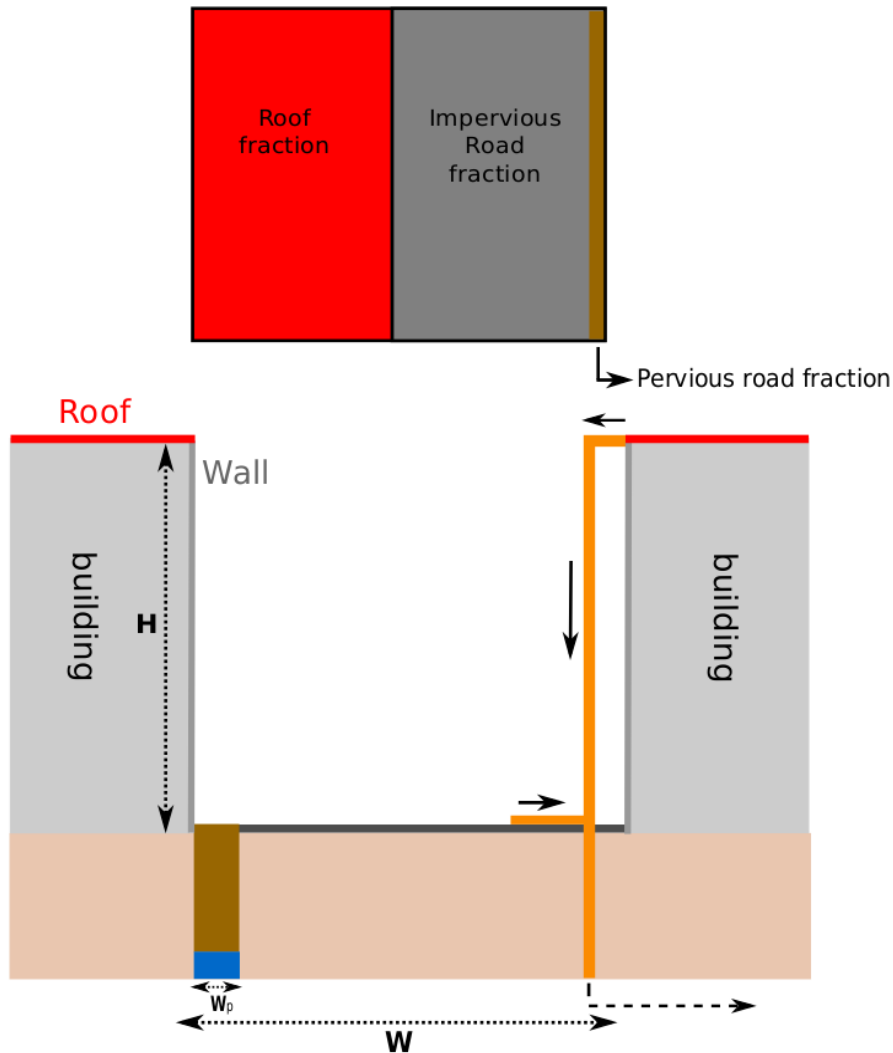 Roof
fraction
Impervious
Road
fraction
Pervious road fraction
Roof
Wall
building
H
building
Wp
W